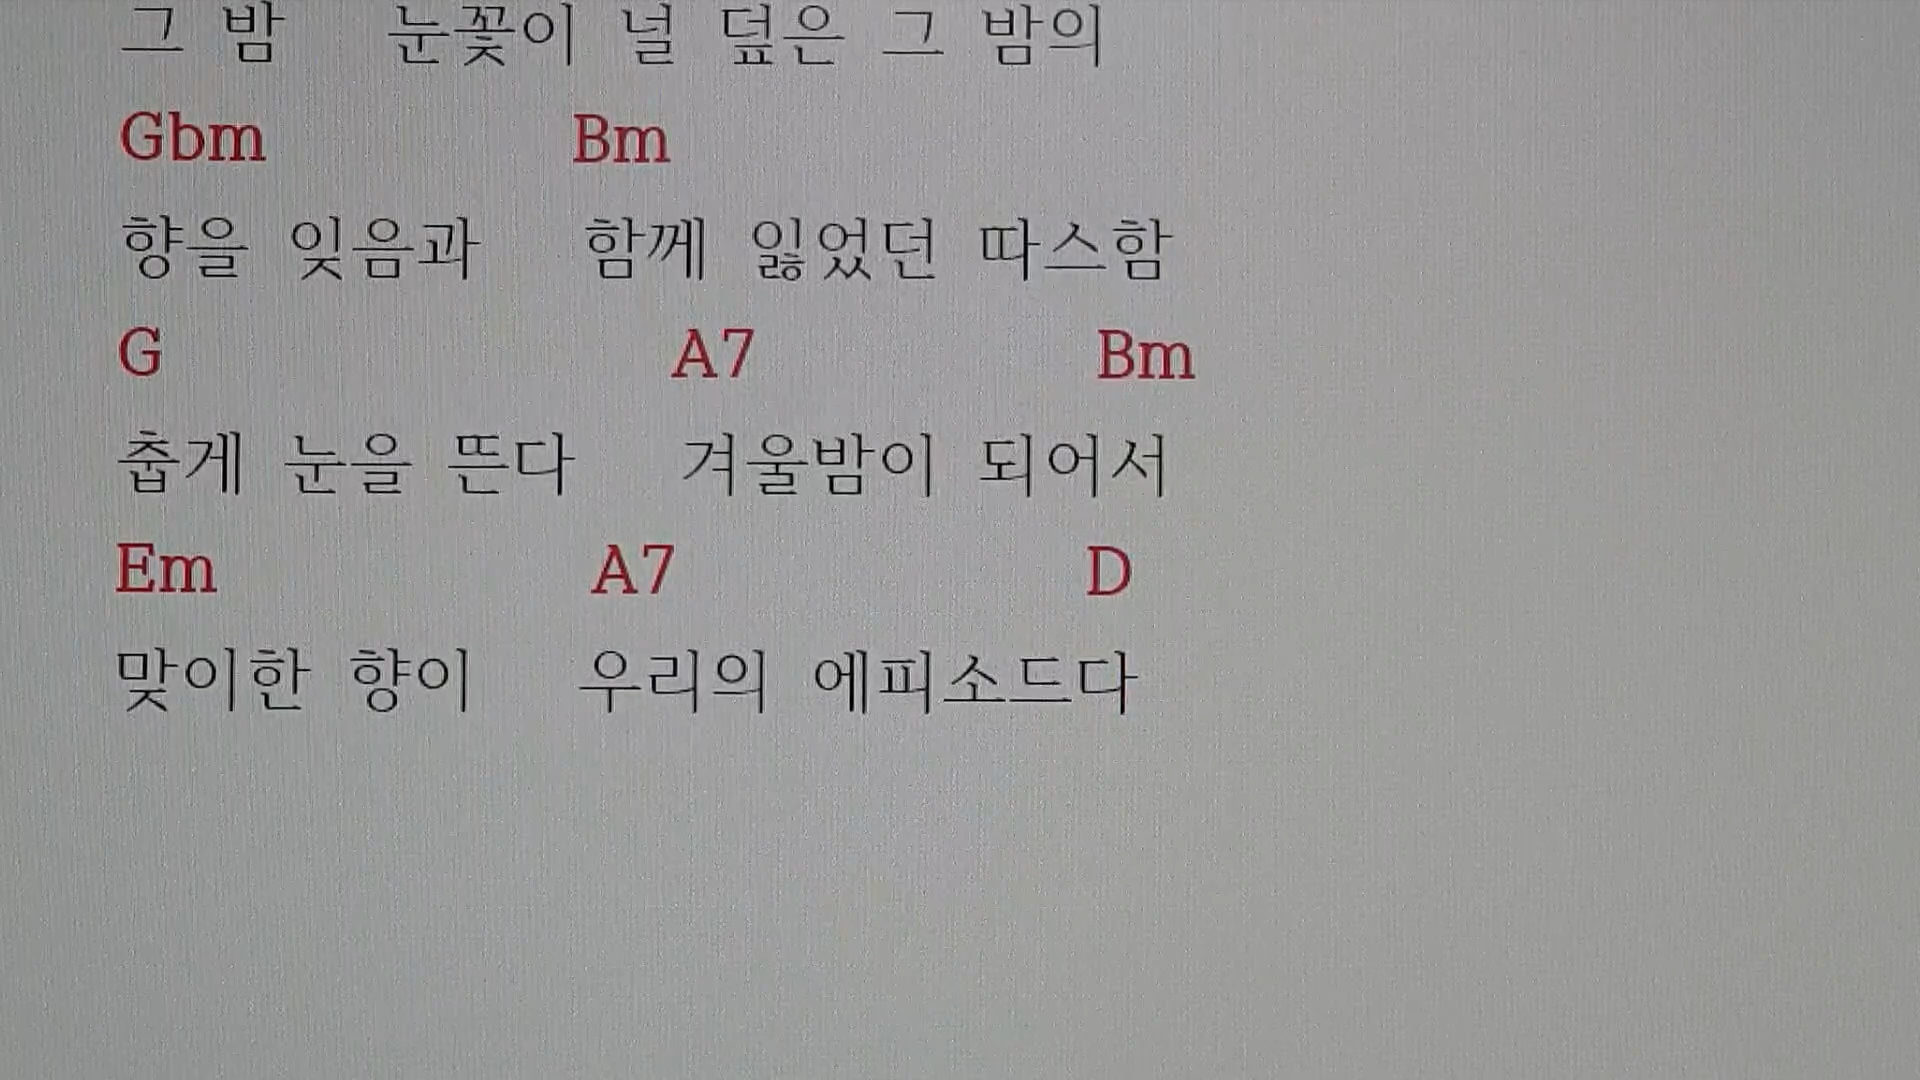 그 밤 눈꽃이 널 덮은 그 밤의
Gbm Bm
향을 잊음과 함께 잃었던 따스함
G A7 Bm
춥게 눈을 뜬다 겨울밤이 되어서
Em A7 D
맞이한 향이 우리의 에피소드다